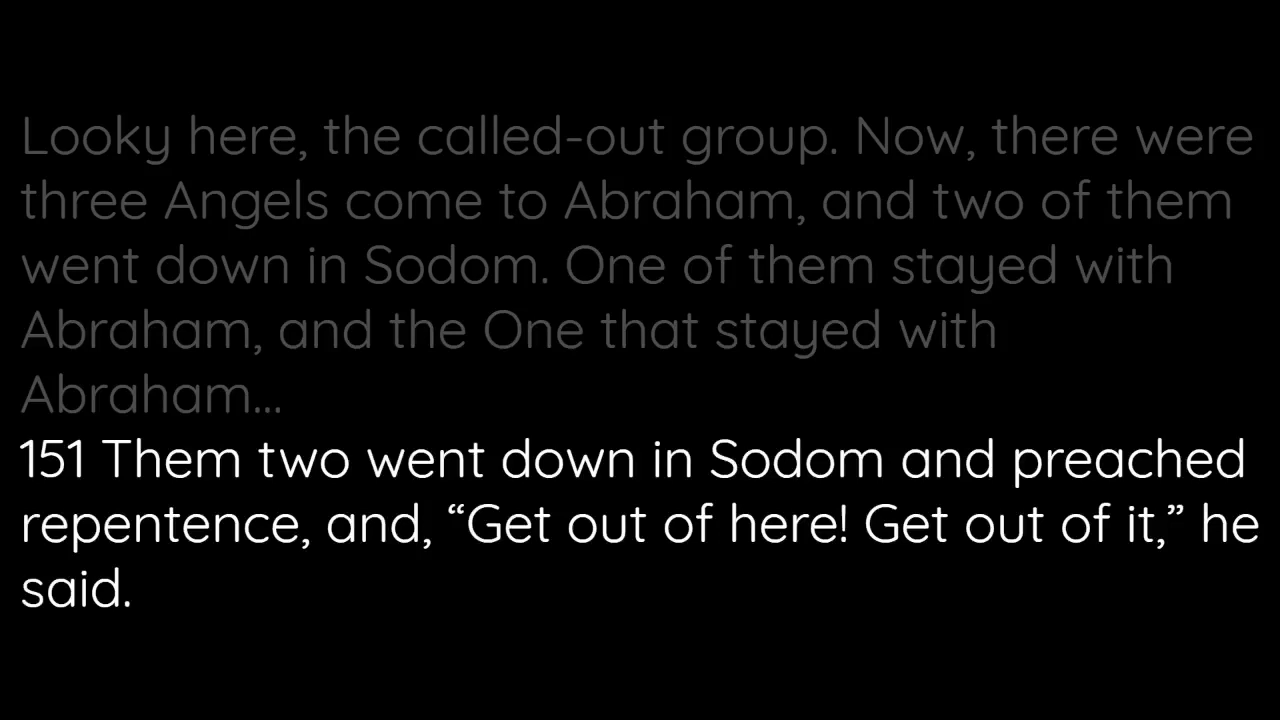 Looky here, the called-out group. Now, there were
three Angels come to Abraham, and two of them
went down in Sodom. One of them stayed with
Abraham, and the One that stayed with
Abraham...
151 Them two went down in Sodom and preached
repentence, and, “Get out of here! Get out of it,” he
said.